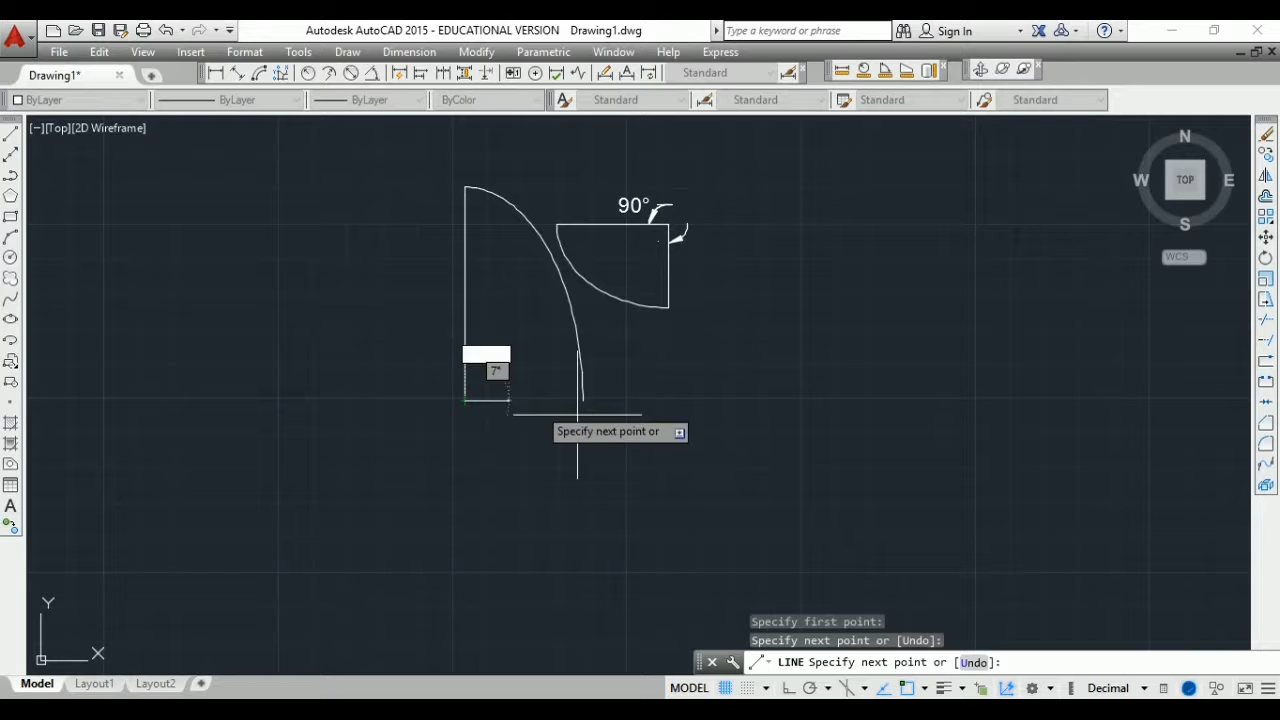 Autodesk AutoCAD 2015 - EDUCATIONAL VERSION Drawing1.dwg
Type a keyword or phrase
Sign In
File Edit View Insert Format Tools Draw Dimension Modify Parametric Window Help Express
Drawing1*
Standard
ByLayer ByLayer ByLayer ByColor Standard Standard Standard Standard
[−][Top][2D Wireframe]
N
W TOP E
S
WCS
90°
7°
Specify next point or
Y
X
Specify first point:
Specify next point or [Undo]:
LINE Specify next point or [Undo]:
Model Layout1 Layout2
MODEL Decimal